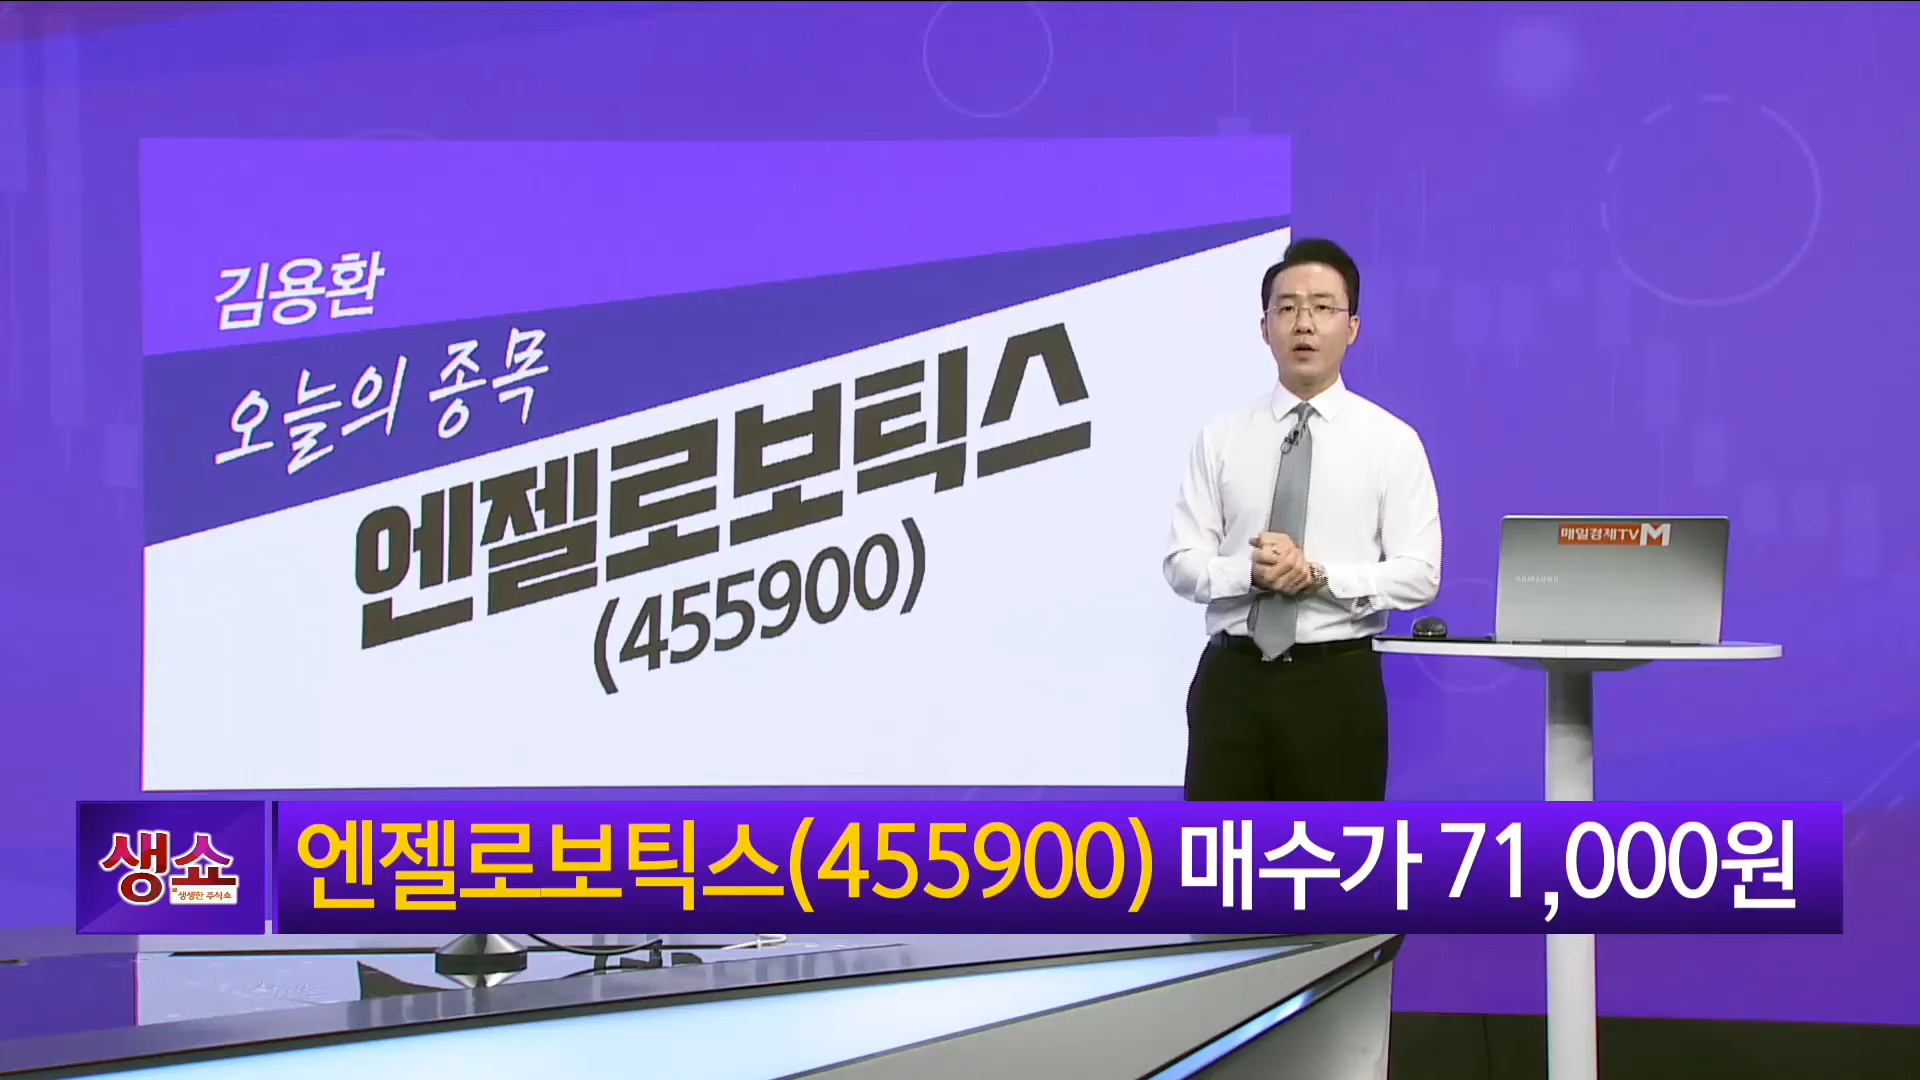 김용환
오늘의 종목
엔젤로보틱스
(455900)
매일경제TV M
SAMSUNG
생쇼
생생한 주식쇼
엔젤로보틱스(455900) 매수가 71,000원